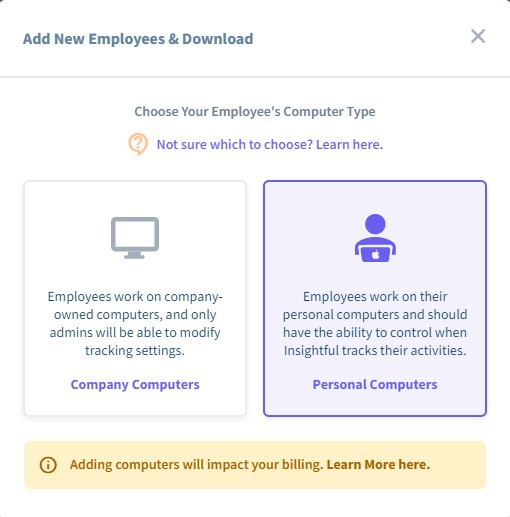 Add New Employees & Download
Choose Your Employee's Computer Type
Not sure which to choose? Learn here.
Employees work on company-
owned computers, and only
admins will be able to modify
tracking settings.
Company Computers
Employees work on their
personal computers and should
have the ability to control when
Insightful tracks their activities.
Personal Computers
Adding computers will impact your billing. Learn More here.